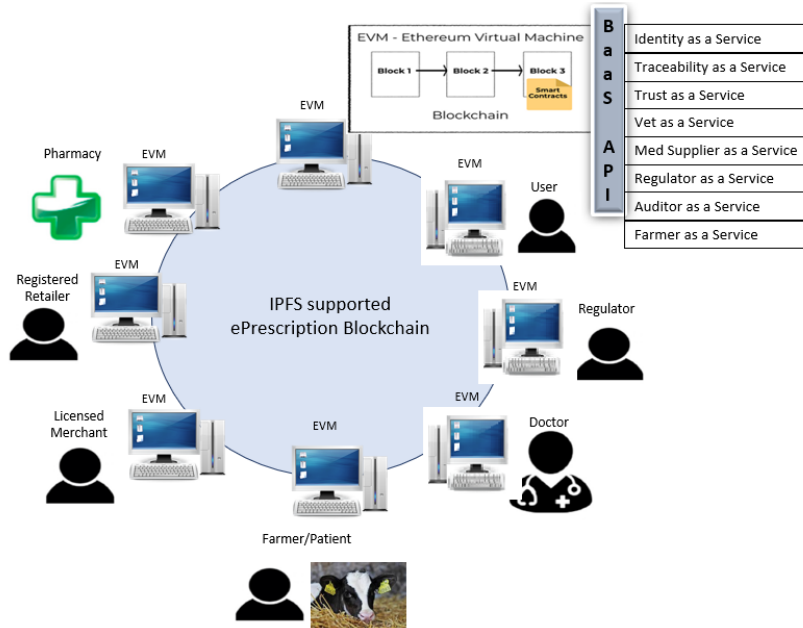 EVM - Ethereum Virtual Machine
Block 1
Block 2
Block 3
Smart
Contracts
Blockchain
BaaS API
Identity as a Service
Traceability as a Service
Trust as a Service
Vet as a Service
Med Supplier as a Service
Regulator as a Service
Auditor as a Service
Farmer as a Service
EVM
Pharmacy
EVM
EVM
User
Registered
Retailer
EVM
IPFS supported
ePrescription Blockchain
EVM
Regulator
Licensed
Merchant
EVM
EVM
EVM
Doctor
Farmer/Patient